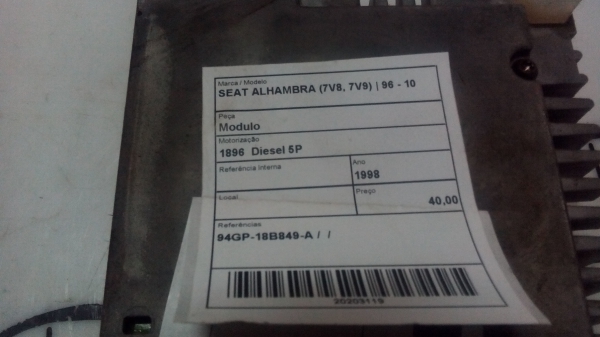 Marca / Modelo
SEAT ALHAMBRA (7V8, 7V9) | 96 - 10
Peça
Modulo
Motorização
1896 Diesel 5P
Referência Interna
Ano
1998
Local
Preço
40,00
Referências
94GP-18B849-A / /
20203119